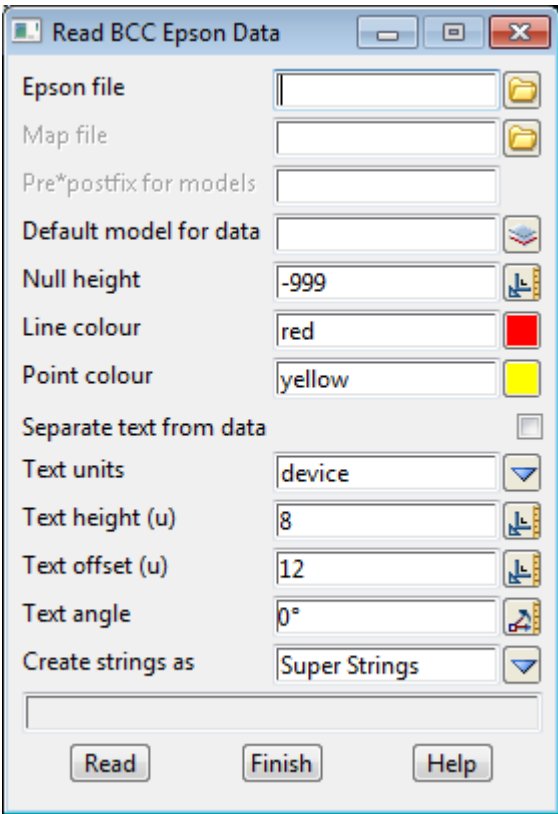 Read BCC Epson Data
Epson file
Map file
Pre*postfix for models
Default model for data
Null height -999
Line colour red
Point colour yellow
Separate text from data
Text units device
Text height (u) 8
Text offset (u) 12
Text angle 0°
Create strings as Super Strings
Read Finish Help